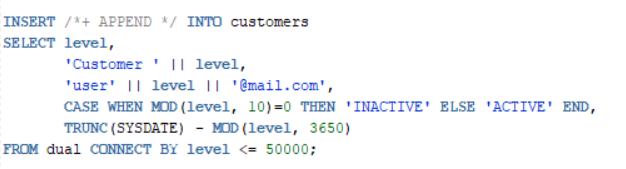 INSERT /*+ APPEND */ INTO customers
SELECT level,
'Customer ' || level,
'user' || level || '@mail.com',
CASE WHEN MOD(level, 10)=0 THEN 'INACTIVE' ELSE 'ACTIVE' END,
TRUNC(SYSDATE) - MOD(level, 3650)
FROM dual CONNECT BY level <= 50000;